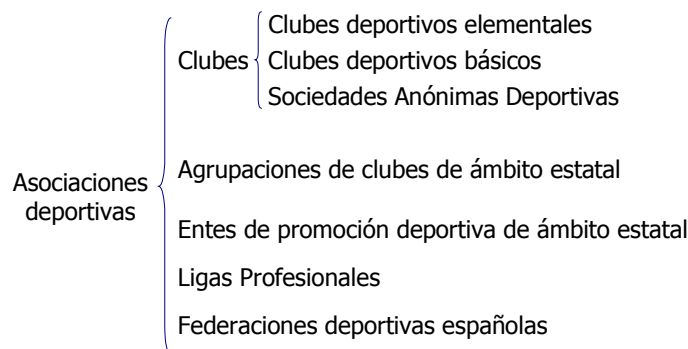 Asociaciones
deportivas
Clubes
Clubes deportivos elementales
Clubes deportivos básicos
Sociedades Anónimas Deportivas
Agrupaciones de clubes de ámbito estatal
Entes de promoción deportiva de ámbito estatal
Ligas Profesionales
Federaciones deportivas españolas